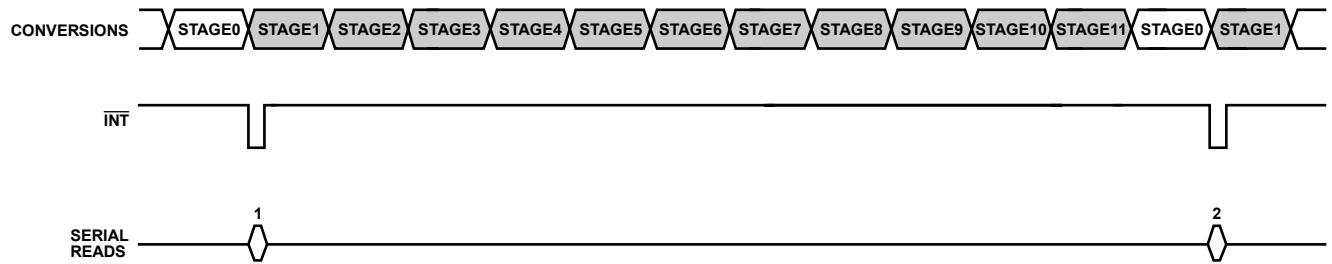 CONVERSIONS STAGE0 STAGE1 STAGE2 STAGE3 STAGE4 STAGE5 STAGE6 STAGE7 STAGE8 STAGE9 STAGE10 STAGE11 STAGE0 STAGE1
INT
1 2
SERIAL
READS